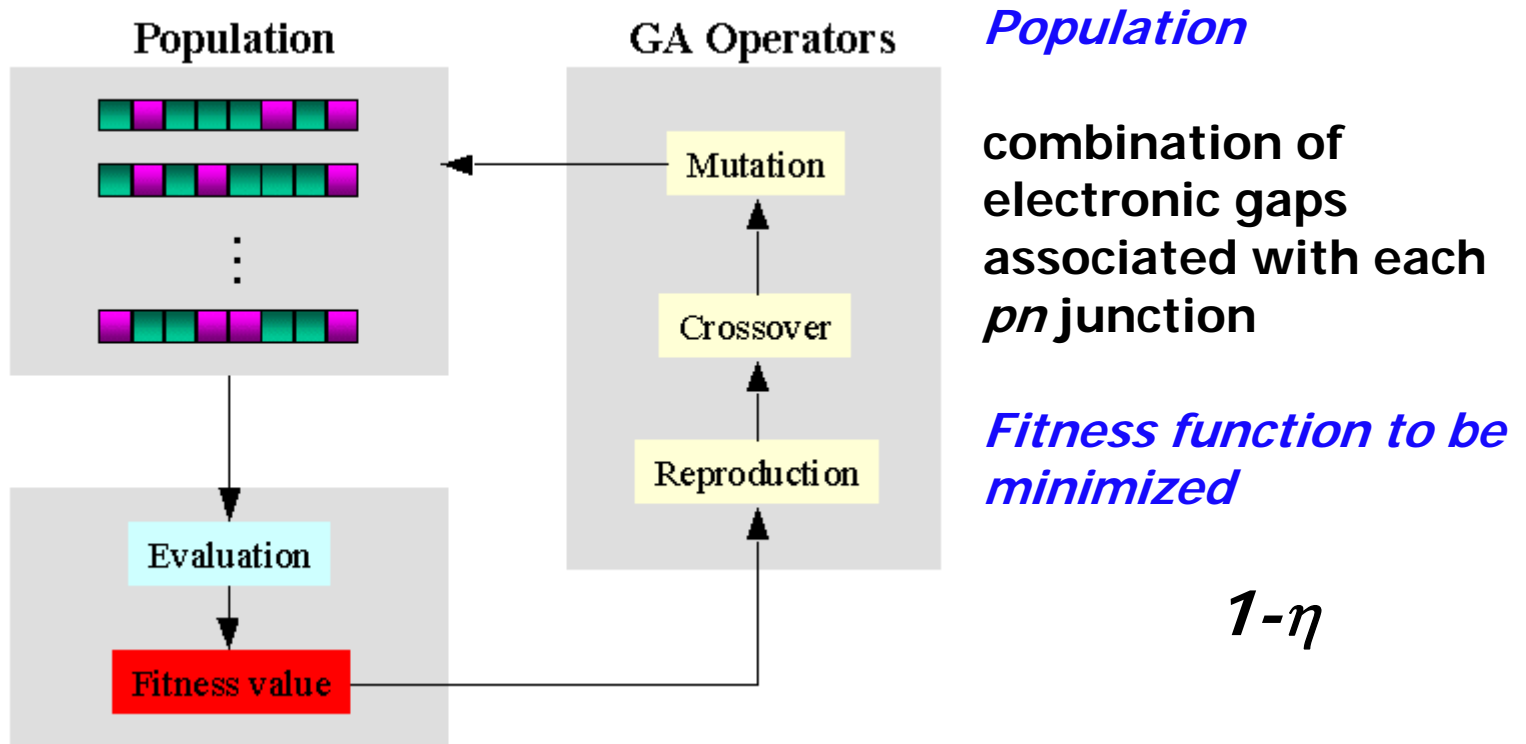 Population
GA Operators
Mutation
Crossover
Reproduction
Evaluation
Fitness value
Population
combination of
electronic gaps
associated with each
pn junction
Fitness function to be
minimized
1-η